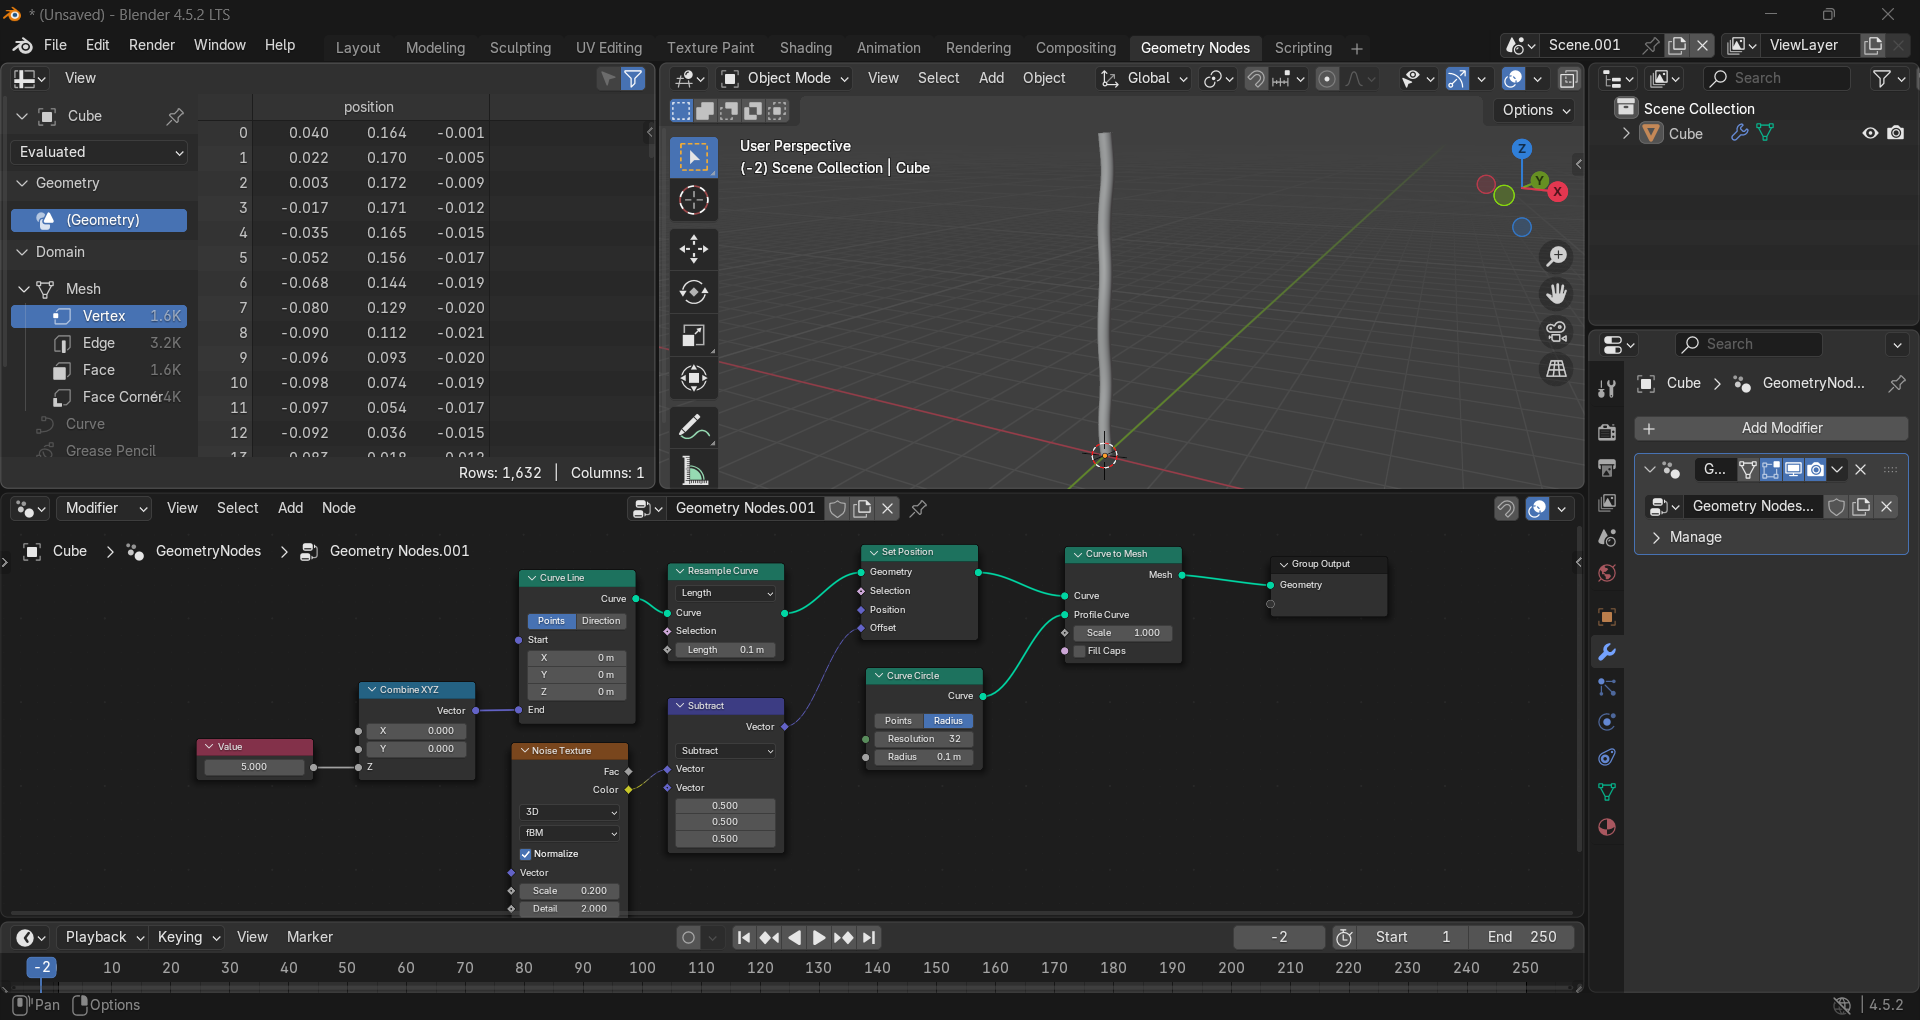 * (Unsaved) - Blender 4.5.2 LTS
File Edit Render Window Help
Layout Modeling Sculpting UV Editing Texture Paint Shading Animation Rendering Compositing Geometry Nodes Scripting
Scene.001
ViewLayer
View
Cube
Evaluated
Geometry
(Geometry)
Domain
Mesh
Vertex 1.6K
Edge 3.2K
Face 1.6K
Face Corner 4K
Curve
Grease Pencil
position
0 0.040 0.164 -0.001
1 0.022 0.170 -0.005
2 0.003 0.172 -0.009
3 -0.017 0.171 -0.012
4 -0.035 0.165 -0.015
5 -0.052 0.156 -0.017
6 -0.068 0.144 -0.019
7 -0.080 0.129 -0.020
8 -0.090 0.112 -0.021
9 -0.096 0.093 -0.020
10 -0.098 0.074 -0.019
11 -0.097 0.054 -0.017
12 -0.092 0.036 -0.015
Rows: 1,632 | Columns: 1
Object Mode View Select Add Object Global
Options
User Perspective
(-2) Scene Collection | Cube
Z
Y
X
Search
Scene Collection
Cube
Search
Cube GeometryNod...
Add Modifier
G...
Geometry Nodes...
Manage
Modifier View Select Add Node
Geometry Nodes.001
Cube GeometryNodes Geometry Nodes.001
Value
5.000
Combine XYZ
Vector
X 0.000
Y 0.000
Z
Curve Line
Curve
Points Direction
Start
X 0 m
Y 0 m
Z 0 m
End
Noise Texture
Fac
Color
3D
fBM
Normalize
Vector
Scale 0.200
Detail 2.000
Resample Curve
Length
Curve
Selection
Length 0.1 m
Subtract
Vector
Subtract
Vector
Vector
0.500
0.500
0.500
Set Position
Geometry
Selection
Position
Offset
Curve Circle
Curve
Points Radius
Resolution 32
Radius 0.1 m
Curve to Mesh
Mesh
Curve
Profile Curve
Scale 1.000
Fill Caps
Group Output
Geometry
Playback Keying View Marker
-2
Start 1
End 250
-2 10 20 30 40 50 60 70 80 90 100 110 120 130 140 150 160 170 180 190 200 210 220 230 240 250
Pan Options
4.5.2